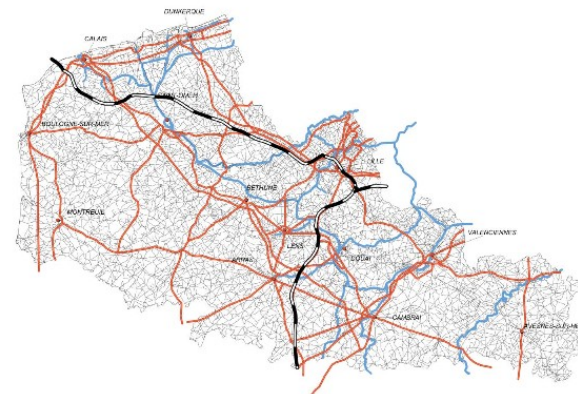 DUNKERQUE
CALAIS
BOULOGNE-SUR-MER
LILLE
BETHUNE
MONTREUIL
LENS
VALENCIENNES
DOUAI
ARRAS
CAMBRAI